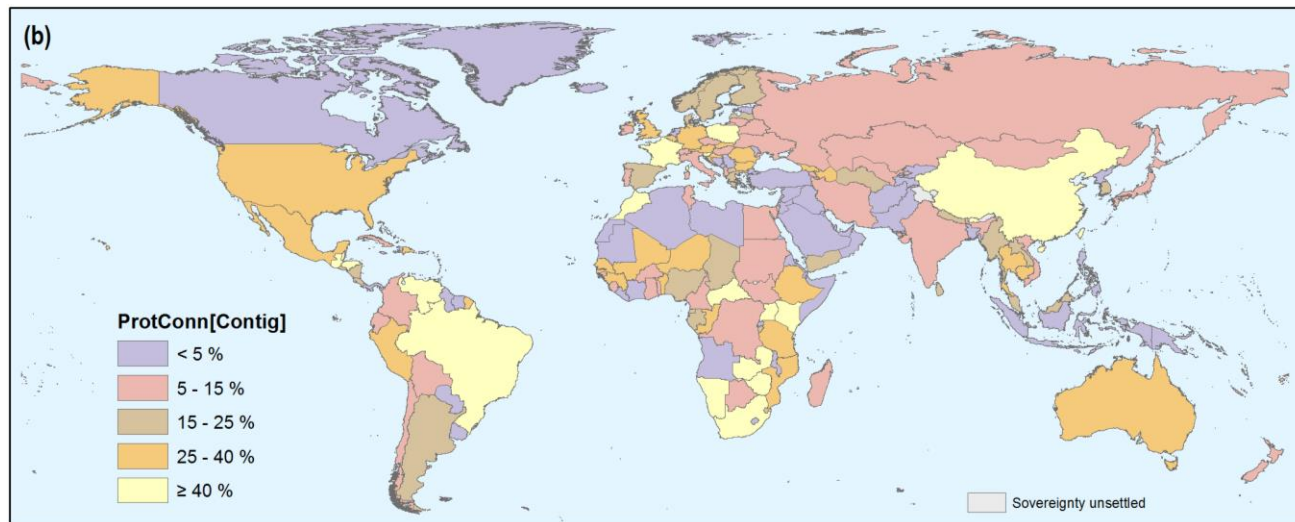 (b)
ProtConn[Contig]
< 5 %
5 - 15 %
15 - 25 %
25 - 40 %
≥ 40 %
Sovereignty unsettled